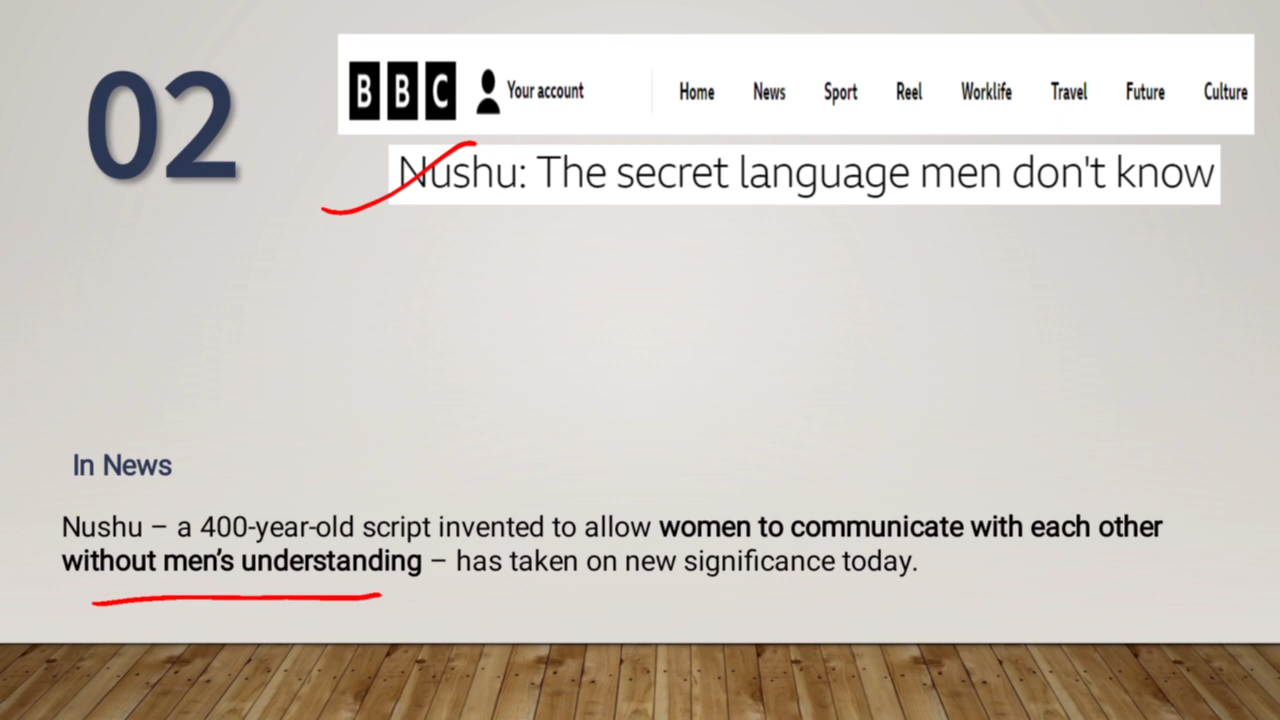 02
BBC Your account Home News Sport Reel Worklife Travel Future Culture
Nushu: The secret language men don't know
In News
Nushu – a 400-year-old script invented to allow women to communicate with each other
without men’s understanding – has taken on new significance today.